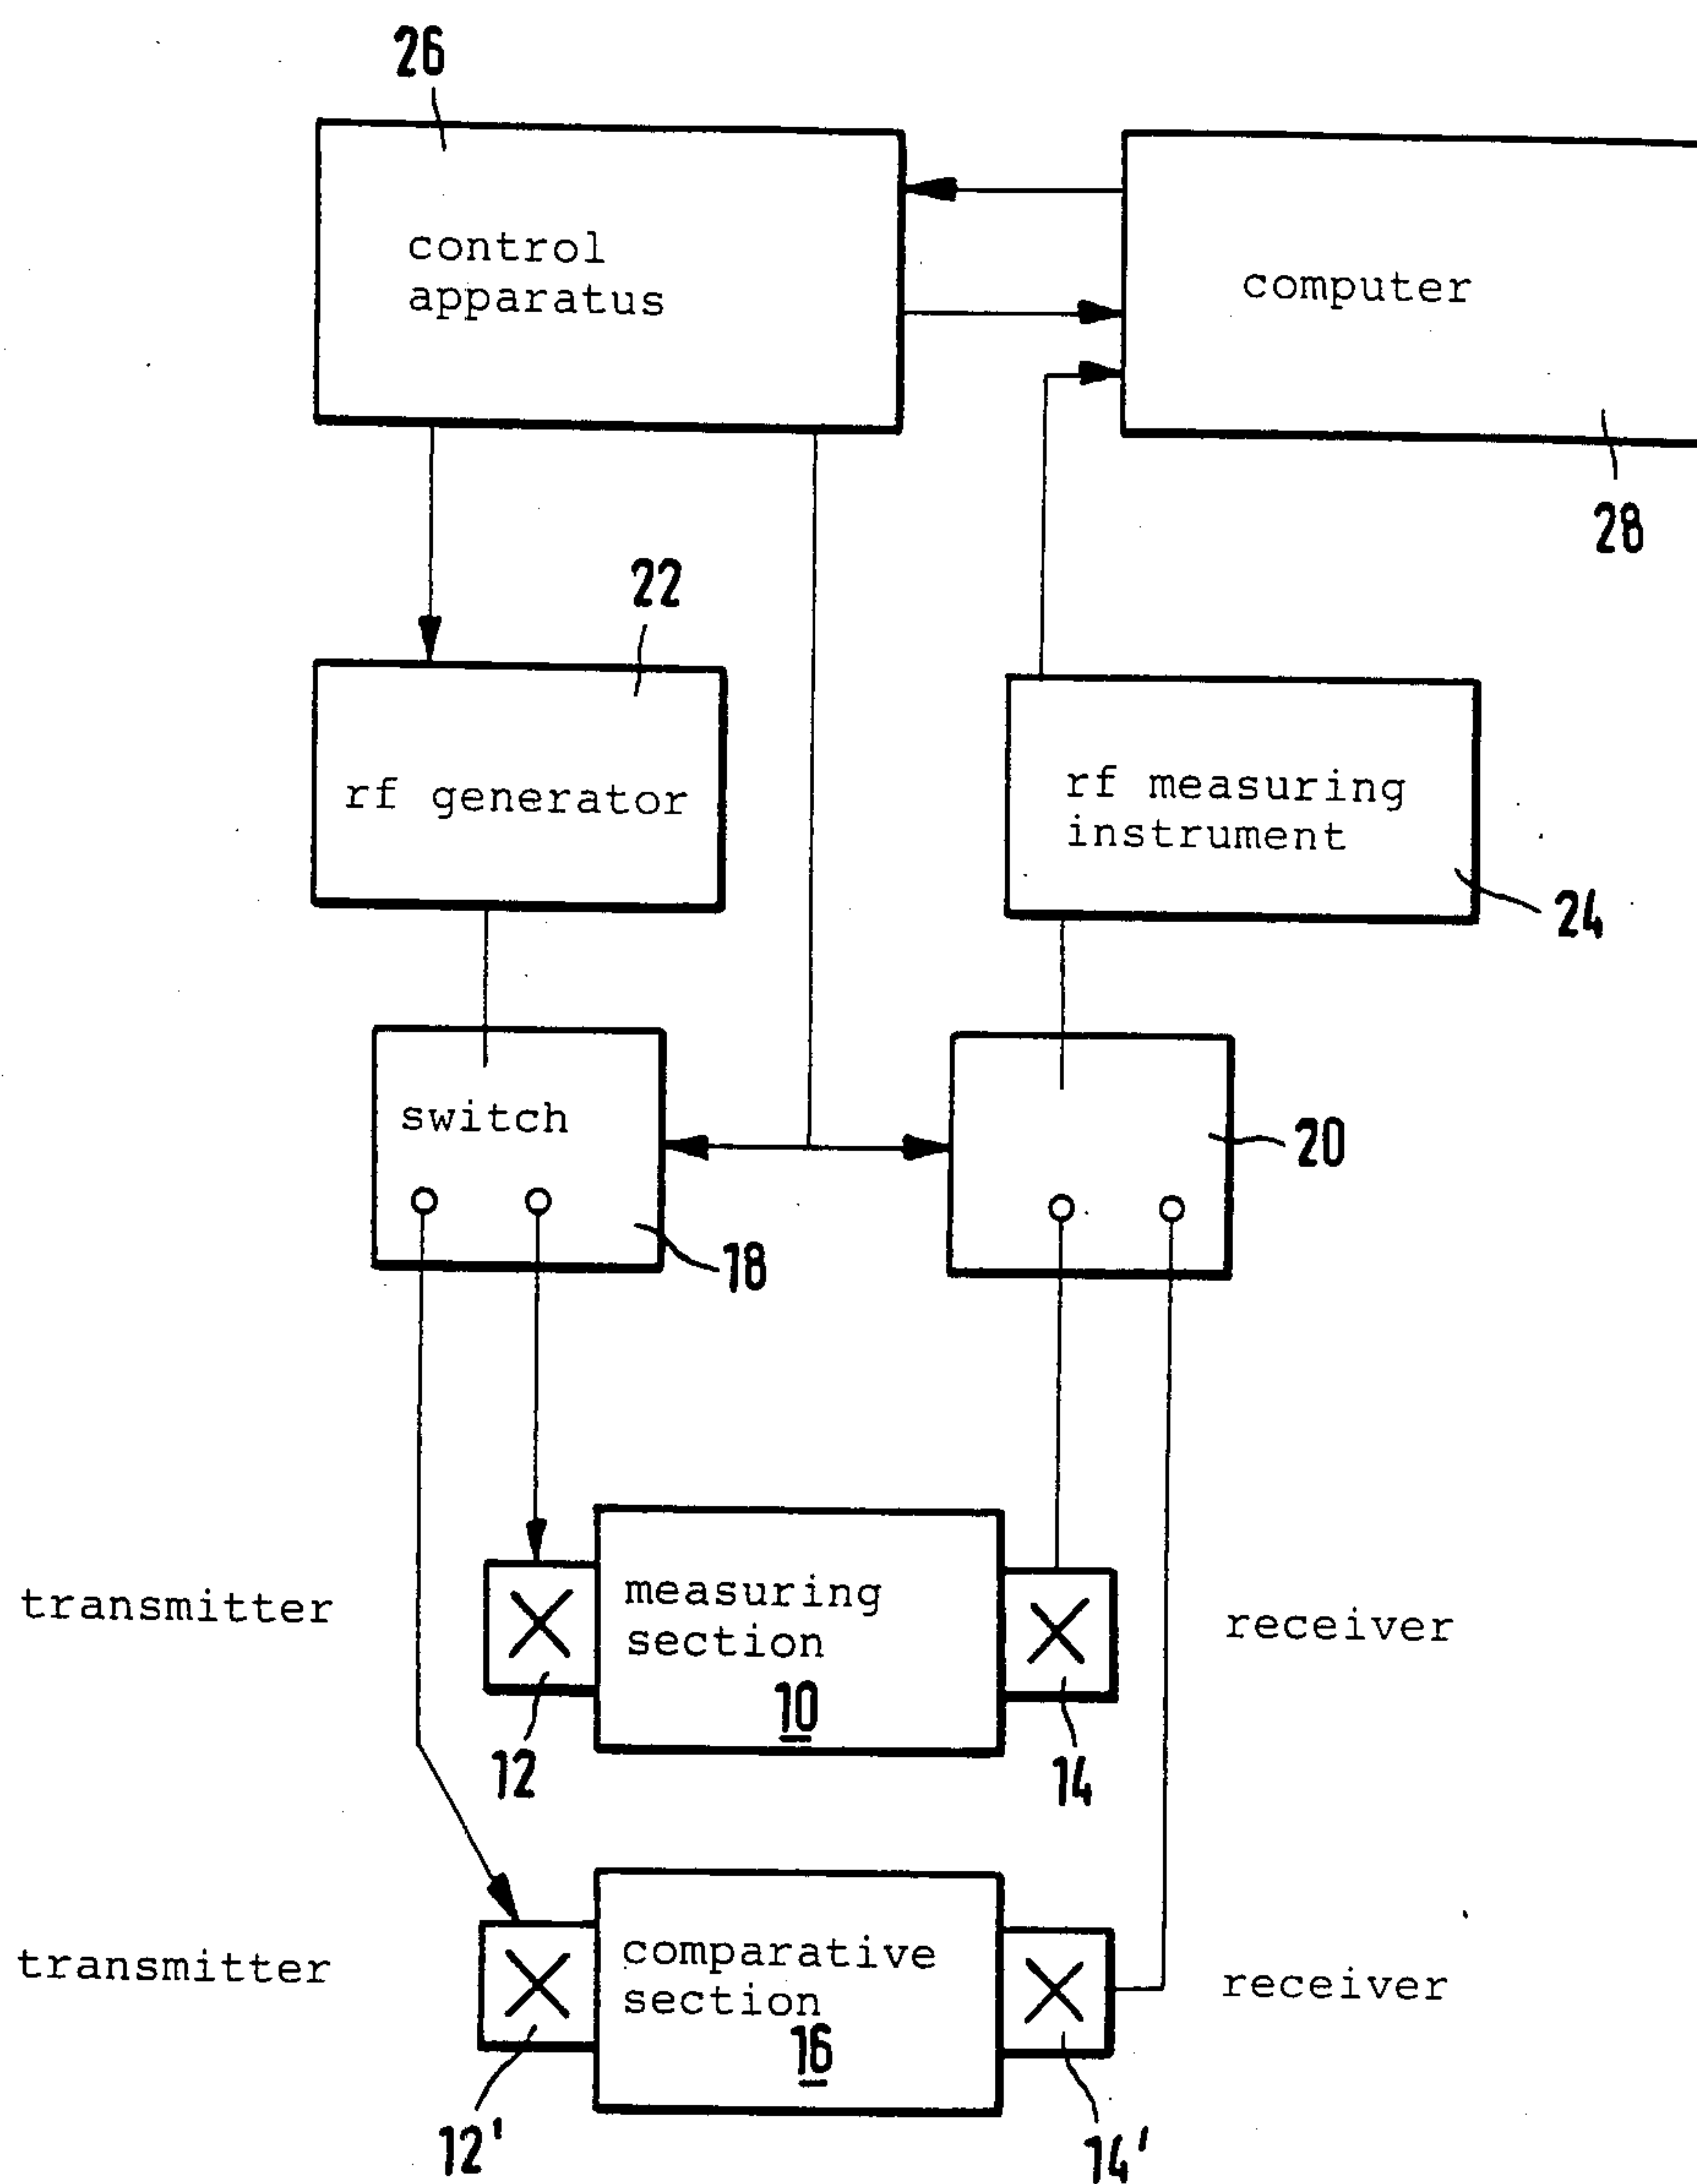 26
control
apparatus
computer
28
22
rf generator
rf measuring
instrument
24
switch
20
18
transmitter
measuring
section
10
receiver
12
14
transmitter
comparative
section
16
receiver
12'
14'